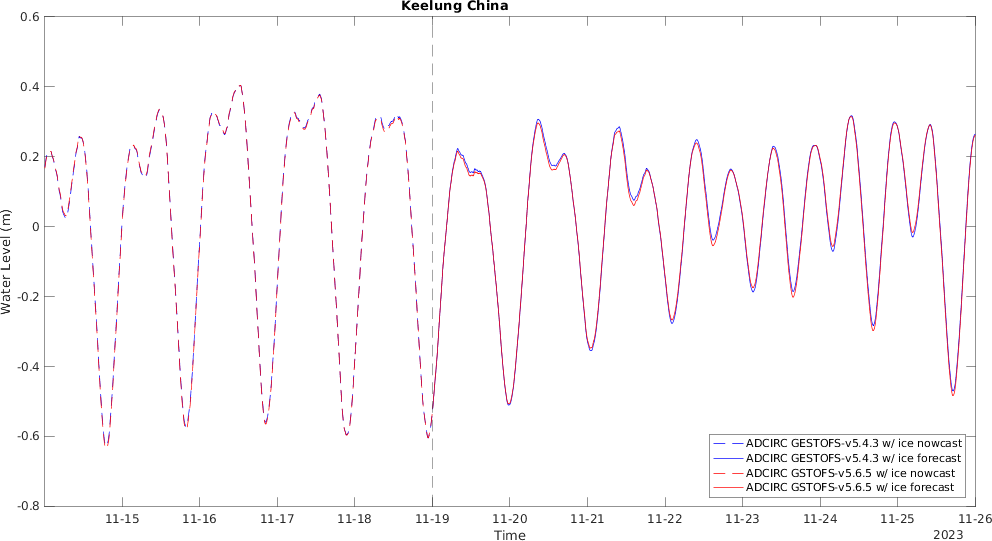 Keelung China
0.6
0.4
0.2
0
-0.2
-0.4
-0.6
-0.8
Water Level (m)
ADCIRC GESTOFS-v5.4.3 w/ ice nowcast
ADCIRC GESTOFS-v5.4.3 w/ ice forecast
ADCIRC GSTOFS-v5.6.5 w/ ice nowcast
ADCIRC GSTOFS-v5.6.5 w/ ice forecast
11-15 11-16 11-17 11-18 11-19 11-20 11-21 11-22 11-23 11-24 11-25 11-26
Time
2023